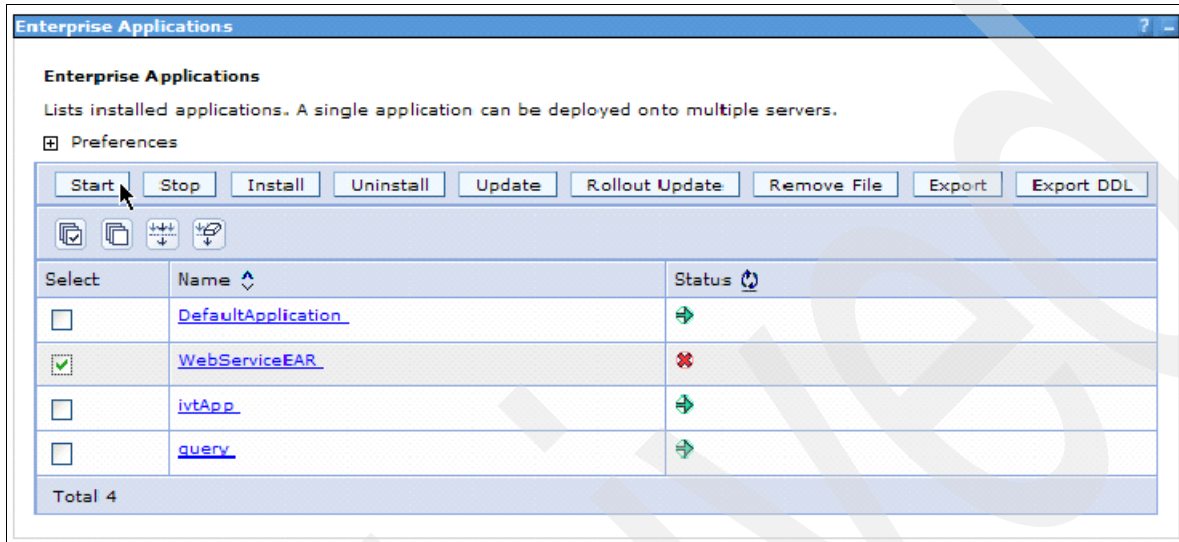 Enterprise Applications ? –
Enterprise Applications
Lists installed applications. A single application can be deployed onto multiple servers.
Preferences
Start Stop Install Uninstall Update Rollout Update Remove File Export Export DDL
Select Name Status
DefaultApplication
WebServiceEAR
ivtApp
query
Total 4